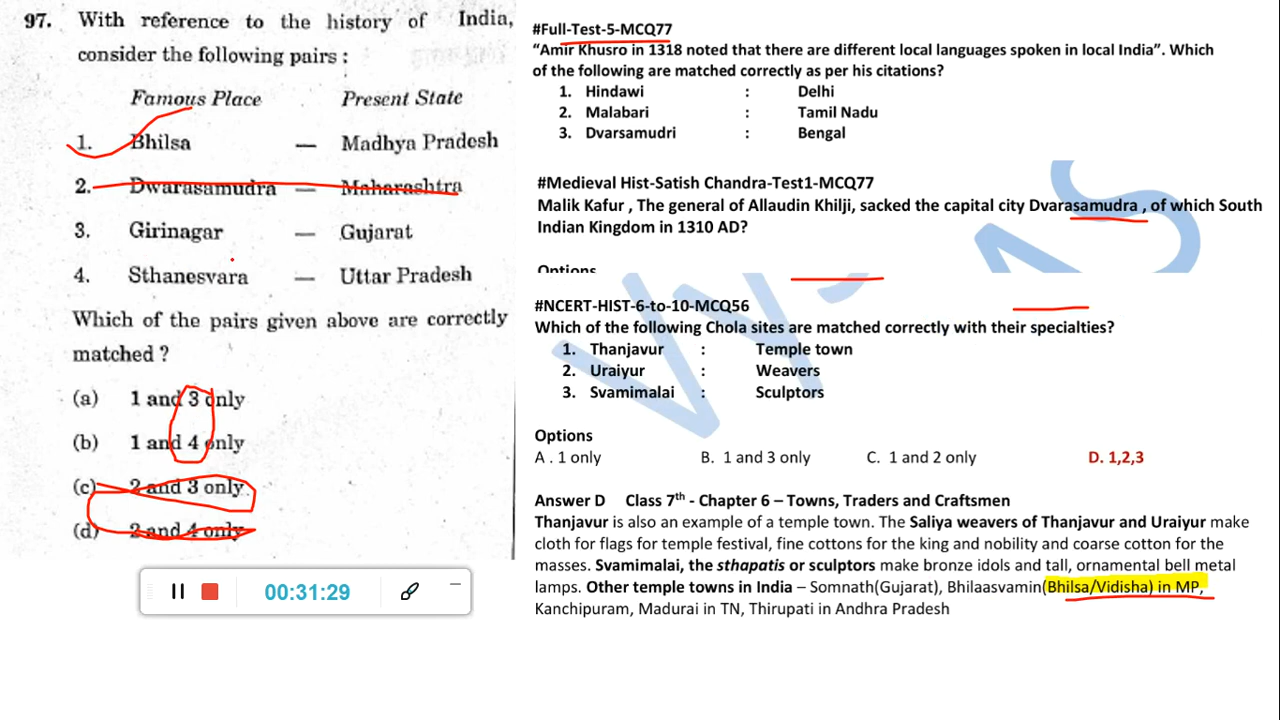 97. With reference to the history of India,
consider the following pairs :
Famous Place Present State
1. Bhilsa — Madhya Pradesh
2. Dwarasamudra — Maharashtra
3. Girinagar — Gujarat
4. Sthanesvara — Uttar Pradesh
Which of the pairs given above are correctly
matched ?
(a) 1 and 3 only
(b) 1 and 4 only
(c) 2 and 3 only
(d) 2 and 4 only
00:31:29
#Full-Test-5-MCQ77
“Amir Khusro in 1318 noted that there are different local languages spoken in local India”. Which
of the following are matched correctly as per his citations?
1. Hindawi : Delhi
2. Malabari : Tamil Nadu
3. Dvarsamudri : Bengal
#Medieval Hist-Satish Chandra-Test1-MCQ77
Malik Kafur , The general of Allaudin Khilji, sacked the capital city Dvarasamudra , of which South
Indian Kingdom in 1310 AD?
Options
#NCERT-HIST-6-to-10-MCQ56
Which of the following Chola sites are matched correctly with their specialties?
1. Thanjavur : Temple town
2. Uraiyur : Weavers
3. Svamimalai : Sculptors
Options
A . 1 only B. 1 and 3 only C. 1 and 2 only D. 1,2,3
Answer D Class 7th - Chapter 6 – Towns, Traders and Craftsmen
Thanjavur is also an example of a temple town. The Saliya weavers of Thanjavur and Uraiyur make
cloth for flags for temple festival, fine cottons for the king and nobility and coarse cotton for the
masses. Svamimalai, the sthapatis or sculptors make bronze idols and tall, ornamental bell metal
lamps. Other temple towns in India – Somnath(Gujarat), Bhilaasvamin(Bhilsa/Vidisha) in MP,
Kanchipuram, Madurai in TN, Thirupati in Andhra Pradesh